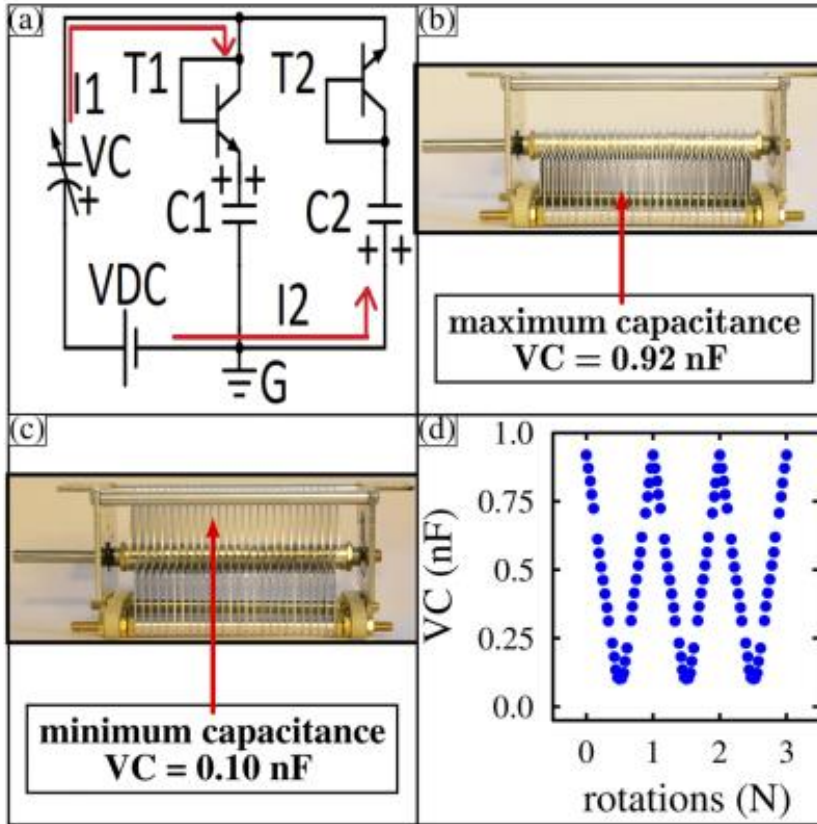 (a)
T1
T2
I1
VC
+
+ +
C1
C2
+ +
VDC
I2
G
(b)
maximum capacitance
VC = 0.92 nF
(c)
minimum capacitance
VC = 0.10 nF
(d)
1.0
0.75
0.5
0.25
0.0
VC (nF)
0 1 2 3
rotations (N)